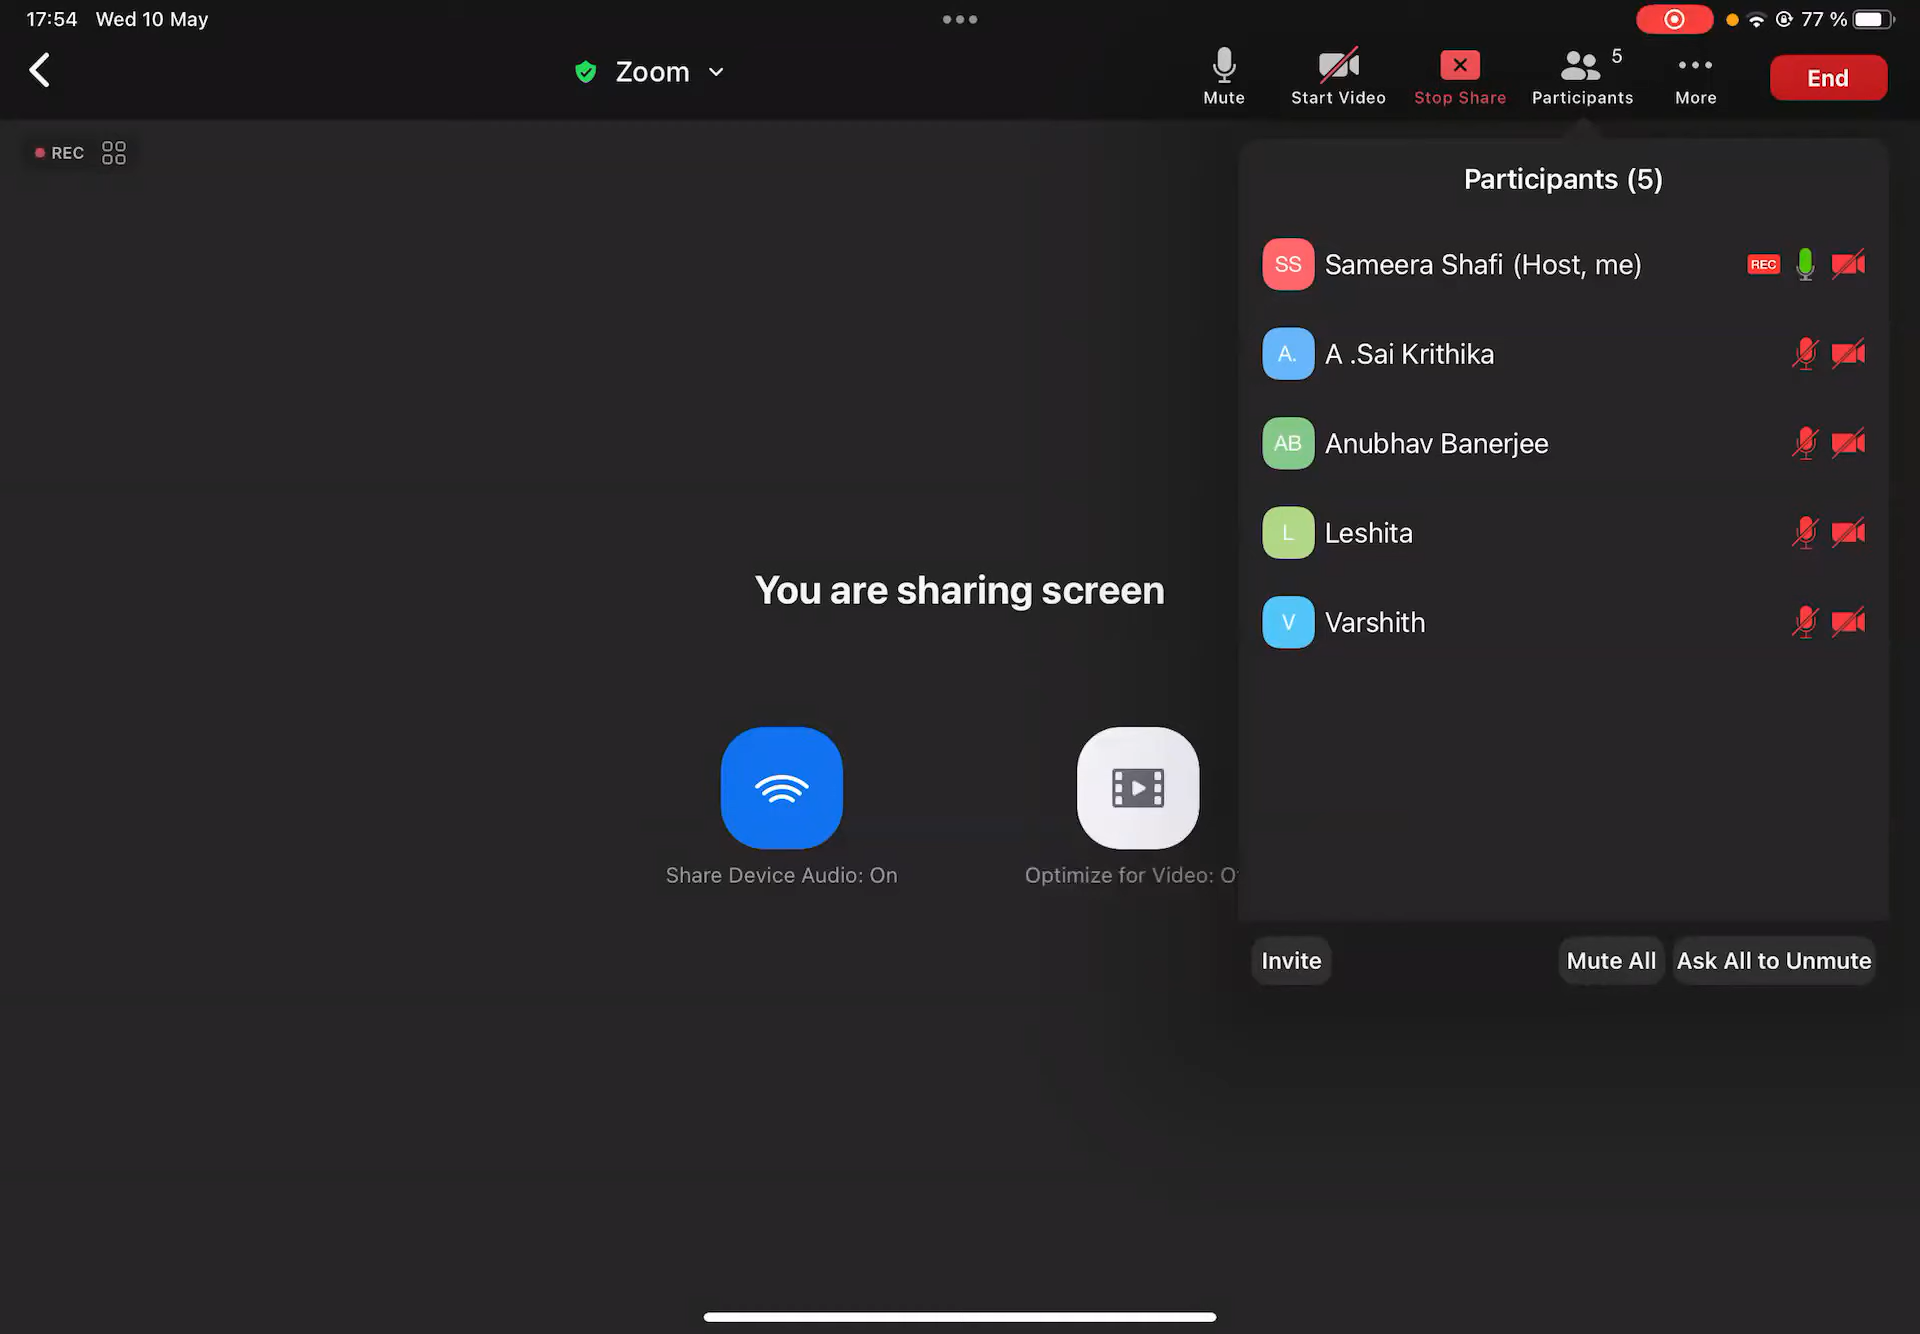 17:54 Wed 10 May
77 %
Zoom
Mute
Start Video
Stop Share
5
Participants
More
End
REC
Participants (5)
SS Sameera Shafi (Host, me) REC
A. A .Sai Krithika
AB Anubhav Banerjee
L Leshita
V Varshith
You are sharing screen
Share Device Audio: On
Optimize for Video:
Invite
Mute All
Ask All to Unmute